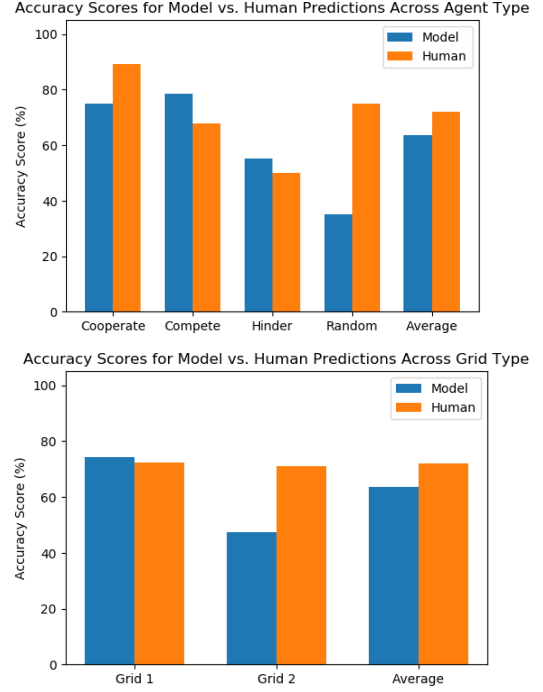 Accuracy Scores for Model vs. Human Predictions Across Agent Type
Model
Human
Accuracy Score (%)
100
80
60
40
20
0
Cooperate Compete Hinder Random Average
Accuracy Scores for Model vs. Human Predictions Across Grid Type
Model
Human
Accuracy Score (%)
100
80
60
40
20
0
Grid 1 Grid 2 Average